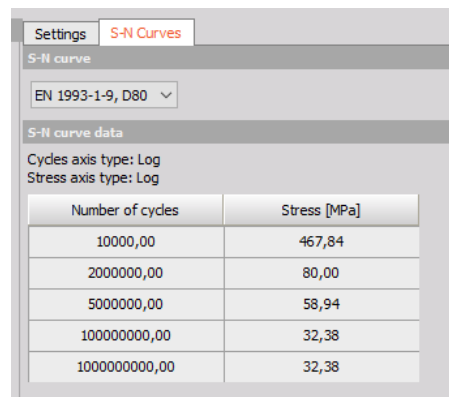 Settings S-N Curves
S-N curve
EN 1993-1-9, D80
S-N curve data
Cycles axis type: Log
Stress axis type: Log
Number of cycles Stress [MPa]
10000,00 467,84
2000000,00 80,00
5000000,00 58,94
100000000,00 32,38
1000000000,00 32,38